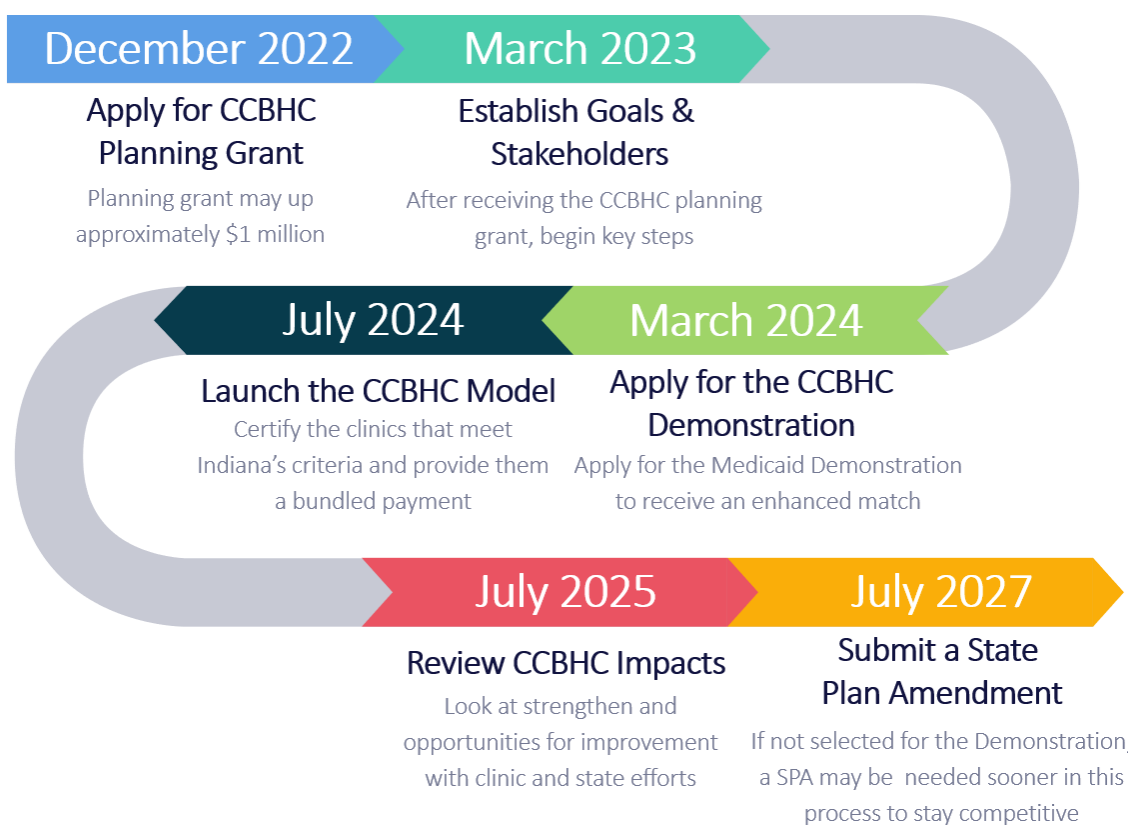 December 2022
Apply for CCBHC
Planning Grant
Planning grant may up
approximately $1 million
March 2023
Establish Goals &
Stakeholders
After receiving the CCBHC planning
grant, begin key steps
March 2024
Apply for the CCBHC
Demonstration
Apply for the Medicaid Demonstration
to receive an enhanced match
July 2024
Launch the CCBHC Model
Certify the clinics that meet
Indiana's criteria and provide them
a bundled payment
July 2025
Review CCBHC Impacts
Look at strengthen and
opportunities for improvement
with clinic and state efforts
July 2027
Submit a State
Plan Amendment
If not selected for the Demonstration,
a SPA may be  needed sooner in this
process to stay competitive